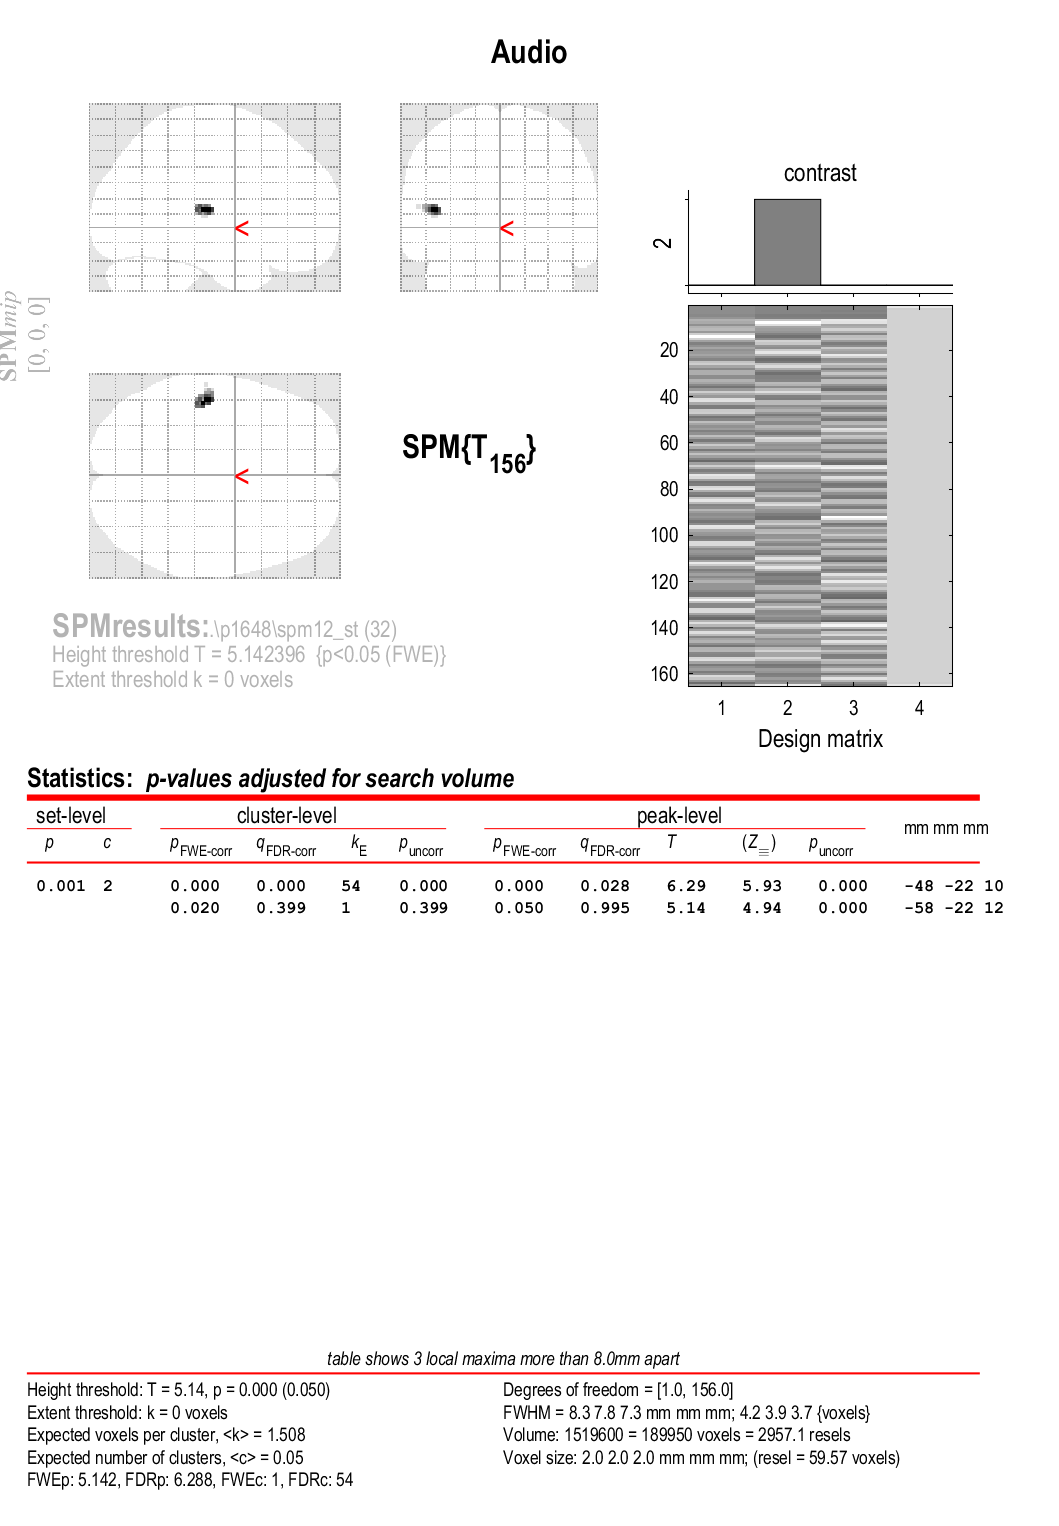 Audio
<
<
SPMmip
[0, 0, 0]
<
SPM{T156}
SPMresults:.\p1648\spm12_st (32)
Height threshold T = 5.142396 {p<0.05 (FWE)}
Extent threshold k = 0 voxels
contrast
2
20
40
60
80
100
120
140
160
1 2 3 4
Design matrix
Statistics: p-values adjusted for search volume
set-level cluster-level peak-level mm mm mm
p c pFWE-corr qFDR-corr kE puncorr pFWE-corr qFDR-corr T (Z≡) puncorr
0.001 2 0.000 0.000 54 0.000 0.000 0.028 6.29 5.93 0.000 -48 -22 10
0.020 0.399 1 0.399 0.050 0.995 5.14 4.94 0.000 -58 -22 12
table shows 3 local maxima more than 8.0mm apart
Height threshold: T = 5.14, p = 0.000 (0.050)
Extent threshold: k = 0 voxels
Expected voxels per cluster, <k> = 1.508
Expected number of clusters, <c> = 0.05
FWEp: 5.142, FDRp: 6.288, FWEc: 1, FDRc: 54
Degrees of freedom = [1.0, 156.0]
FWHM = 8.3 7.8 7.3 mm mm mm; 4.2 3.9 3.7 {voxels}
Volume: 1519600 = 189950 voxels = 2957.1 resels
Voxel size: 2.0 2.0 2.0 mm mm mm; (resel = 59.57 voxels)